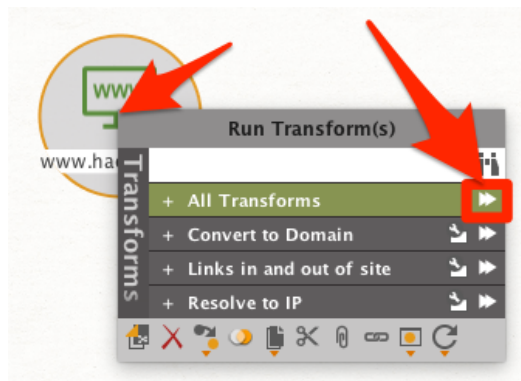 WWW
Run Transform(s)
www.ha
Transforms
+ All Transforms
+ Convert to Domain
+ Links in and out of site
+ Resolve to IP